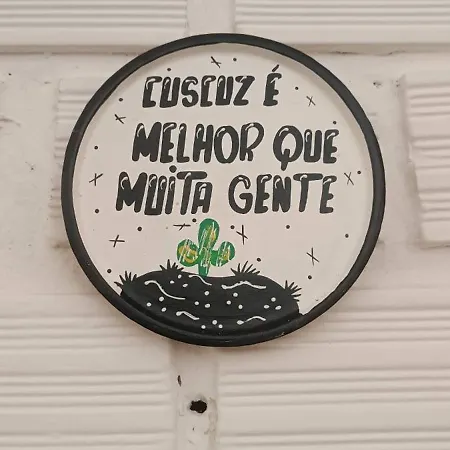 CUSCUZ É
MELHOR QUE
MUITA GENTE